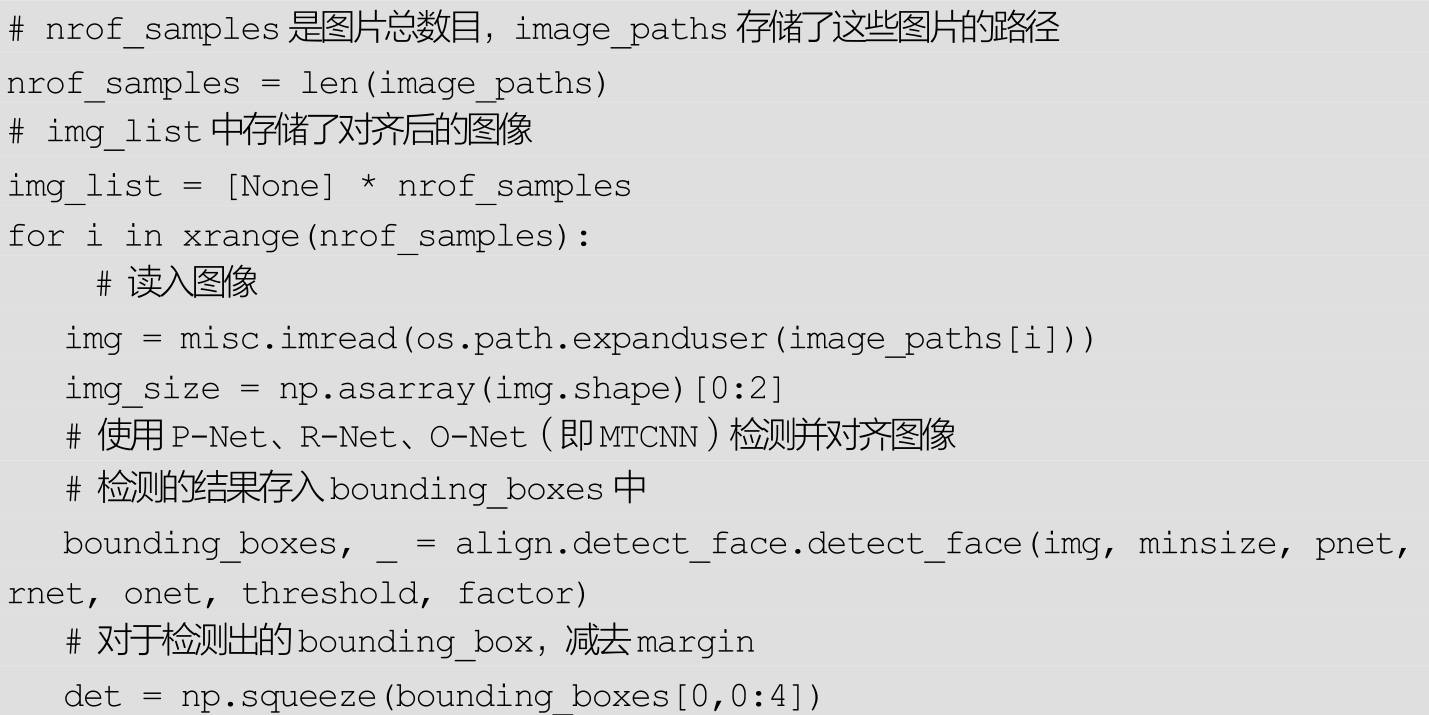 # nrof_samples 是图片总数目，image_paths 存储了这些图片的路径
nrof_samples = len(image_paths)
# img_list 中存储了对齐后的图像
img_list = [None] * nrof_samples
for i in xrange(nrof_samples):
# 读入图像
img = misc.imread(os.path.expanduser(image_paths[i]))
img_size = np.asarray(img.shape)[0:2]
# 使用 P-Net、R-Net、O-Net（即 MTCNN）检测并对齐图像
# 检测的结果存入 bounding_boxes 中
bounding_boxes, _ = align.detect_face.detect_face(img, minsize, pnet,
rnet, onet, threshold, factor)
# 对于检测出的 bounding_box，减去 margin
det = np.squeeze(bounding_boxes[0,0:4])